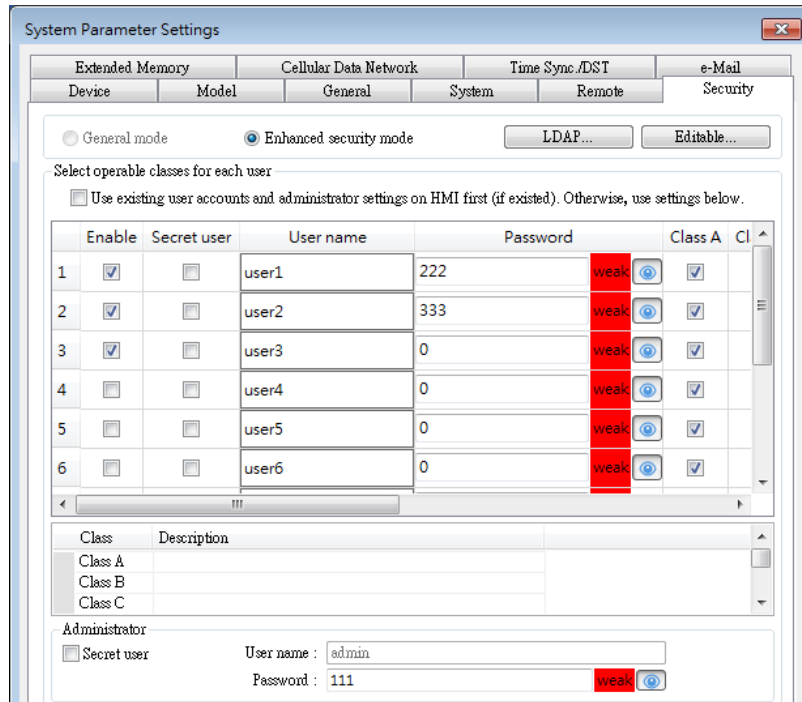 System Parameter Settings
Extended Memory Cellular Data Network Time Sync./DST e-Mail
Device Model General System Remote Security
General mode Enhanced security mode LDAP... Editable...
Select operable classes for each user
Use existing user accounts and administrator settings on HMI first (if existed). Otherwise, use settings below.
Enable Secret user User name Password Class A Cl
1 user1 222 weak
2 user2 333 weak
3 user3 0 weak
4 user4 0 weak
5 user5 0 weak
6 user6 0 weak
Class Description
Class A
Class B
Class C
Administrator
Secret user User name : admin
Password : 111 weak